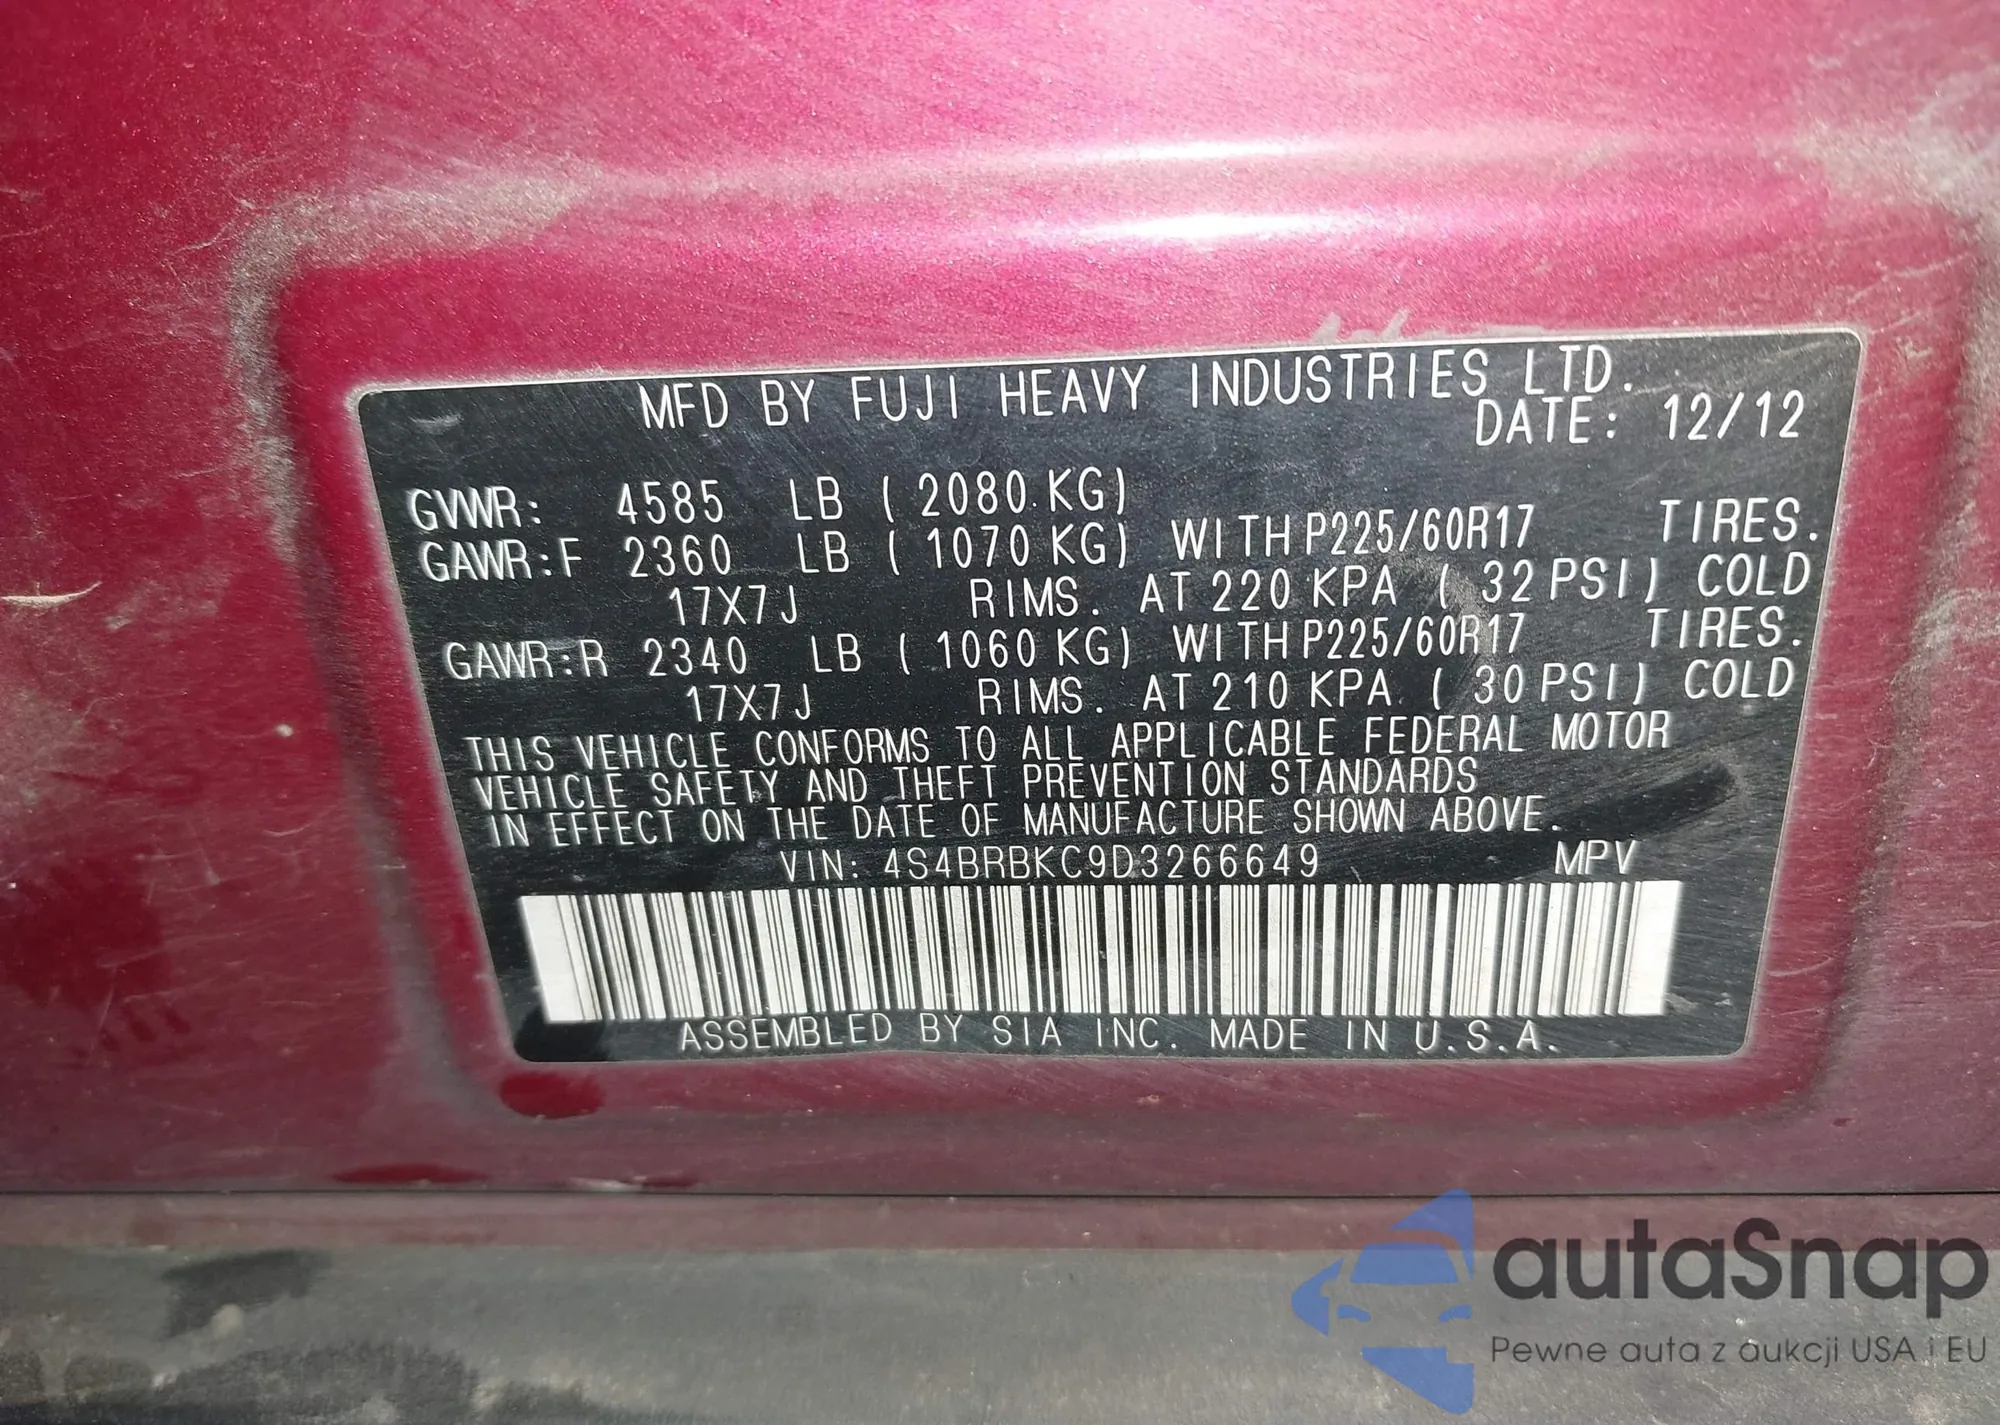 MFD BY FUJI HEAVY INDUSTRIES LTD.
DATE: 12/12
GVWR: 4585 LB ( 2080 KG)
GAWR:F 2360 LB ( 1070 KG) WITH P225/60R17 TIRES.
17X7J RIMS. AT 220 KPA ( 32 PSI) COLD
GAWR:R 2340 LB ( 1060 KG) WITH P225/60R17 TIRES.
17X7J RIMS. AT 210 KPA ( 30 PSI) COLD
THIS VEHICLE CONFORMS TO ALL APPLICABLE FEDERAL MOTOR
VEHICLE SAFETY AND THEFT PREVENTION STANDARDS
IN EFFECT ON THE DATE OF MANUFACTURE SHOWN ABOVE.
VIN: 4S4BRBKC9D3266649 MPV
ASSEMBLED BY SIA INC. MADE IN U.S.A.
autaSnap
Pewne auta z aukcji USA i EU